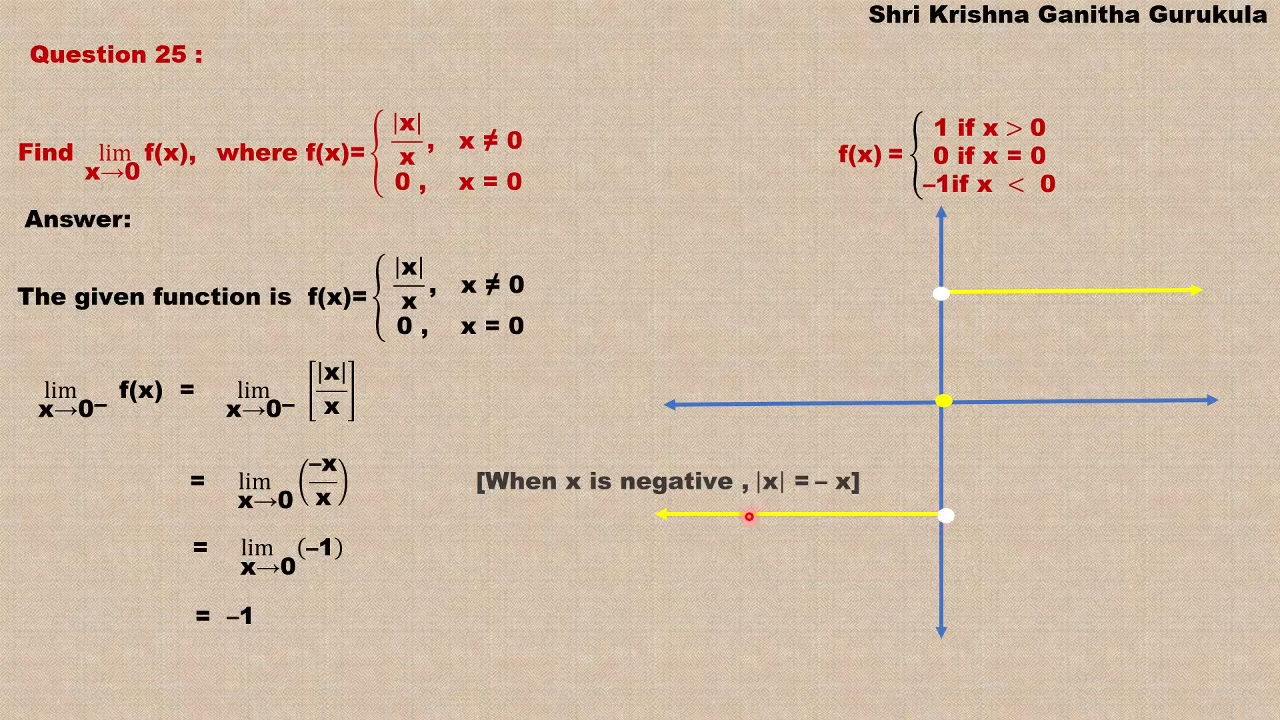 Shri Krishna Ganitha Gurukula
Question 25 :
Find lim x→0 f(x), where f(x)= { |x|/x , x ≠ 0
0 , x = 0
f(x) = { 1 if x > 0
0 if x = 0
–1if x < 0
Answer:
The given function is f(x)= { |x|/x , x ≠ 0
0 , x = 0
lim x→0– f(x) = lim x→0– [|x|/x]
= lim x→0 (–x/x) [When x is negative , |x| = – x]
= lim x→0 (–1)
= –1